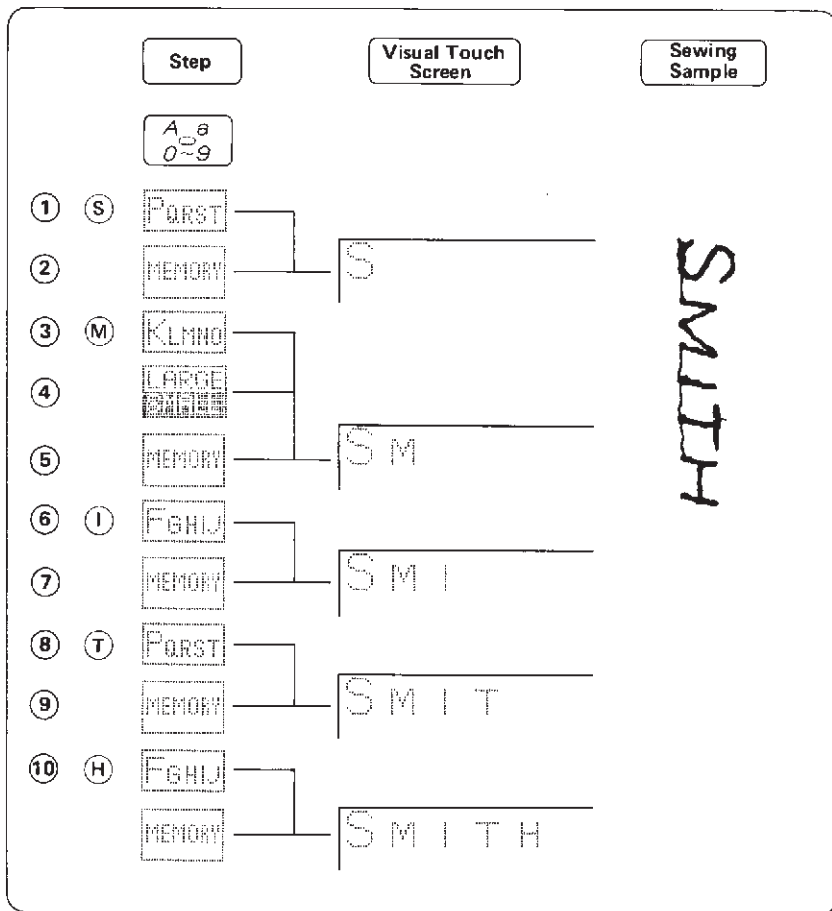 Step
Visual Touch
Screen
Sewing
Sample
A a
0~9
1 S PQRST
2 MEMORY S
3 M KLMNO
4 LARGE
5 MEMORY S M
6 I FGHIJ
7 MEMORY S M I
8 T PQRST
9 MEMORY S M I T
10 H FGHIJ
MEMORY S M I T H
SMITH